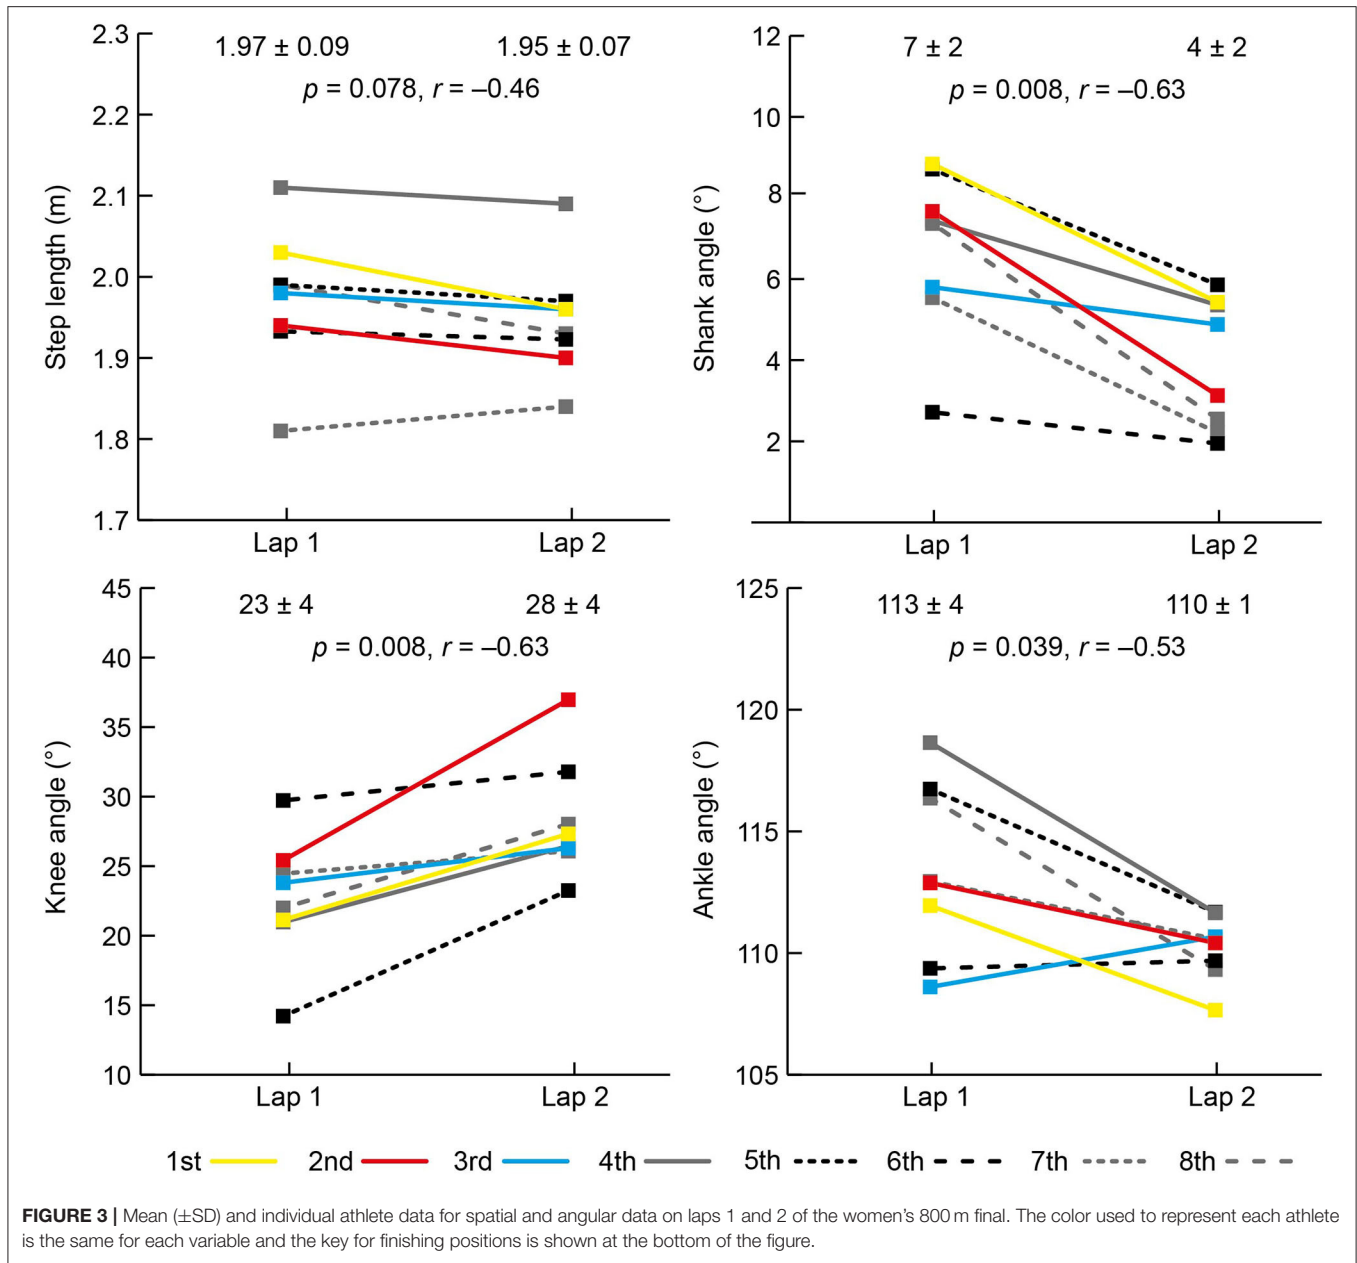 2.3
1.97 ± 0.09 1.95 ± 0.07
p = 0.078, r = –0.46
2.2
2.1
2.0
1.9
1.8
1.7
Step length (m)
Lap 1 Lap 2
12
7 ± 2 4 ± 2
p = 0.008, r = –0.63
10
8
6
4
2
Shank angle (°)
Lap 1 Lap 2
45
23 ± 4 28 ± 4
p = 0.008, r = –0.63
40
35
30
25
20
15
10
Knee angle (°)
Lap 1 Lap 2
125
113 ± 4 110 ± 1
p = 0.039, r = –0.53
120
115
110
105
Ankle angle (°)
Lap 1 Lap 2
1st 2nd 3rd 4th 5th 6th 7th 8th
FIGURE 3 | Mean (±SD) and individual athlete data for spatial and angular data on laps 1 and 2 of the women's 800 m final. The color used to represent each athlete
is the same for each variable and the key for finishing positions is shown at the bottom of the figure.